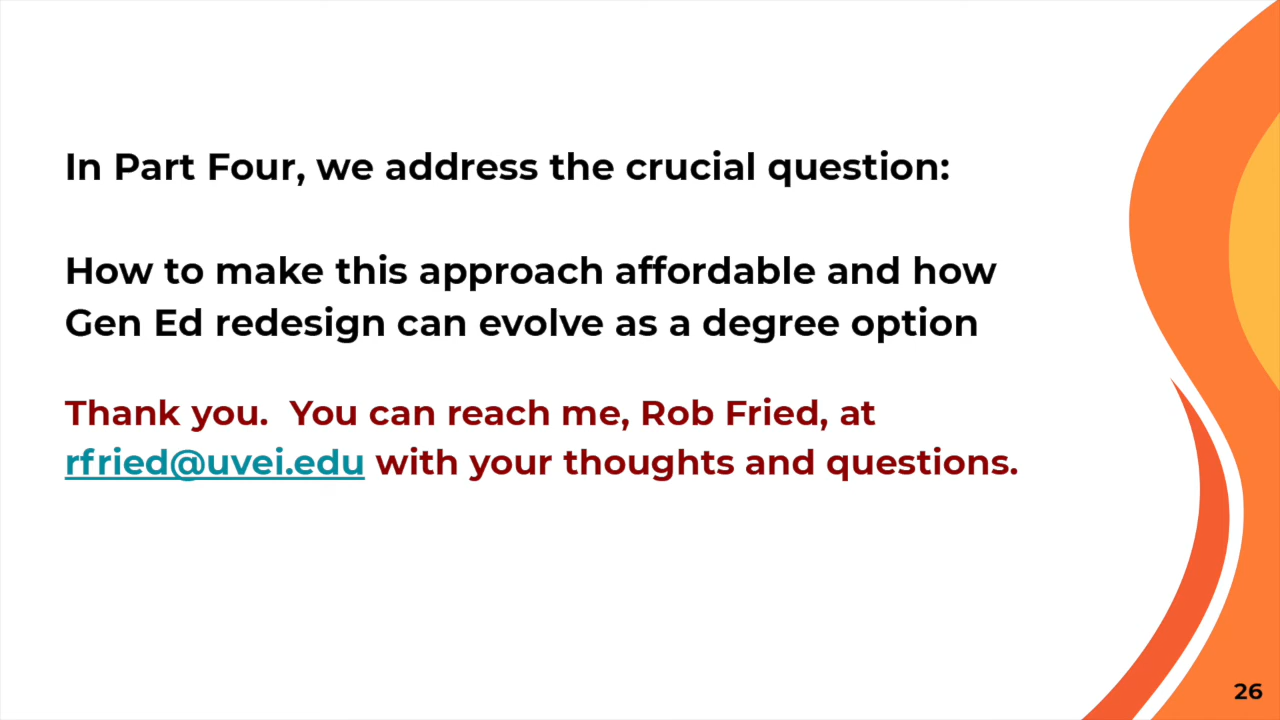 In Part Four, we address the crucial question:
How to make this approach affordable and how
Gen Ed redesign can evolve as a degree option
Thank you.  You can reach me, Rob Fried, at
rfried@uvei.edu with your thoughts and questions.
26